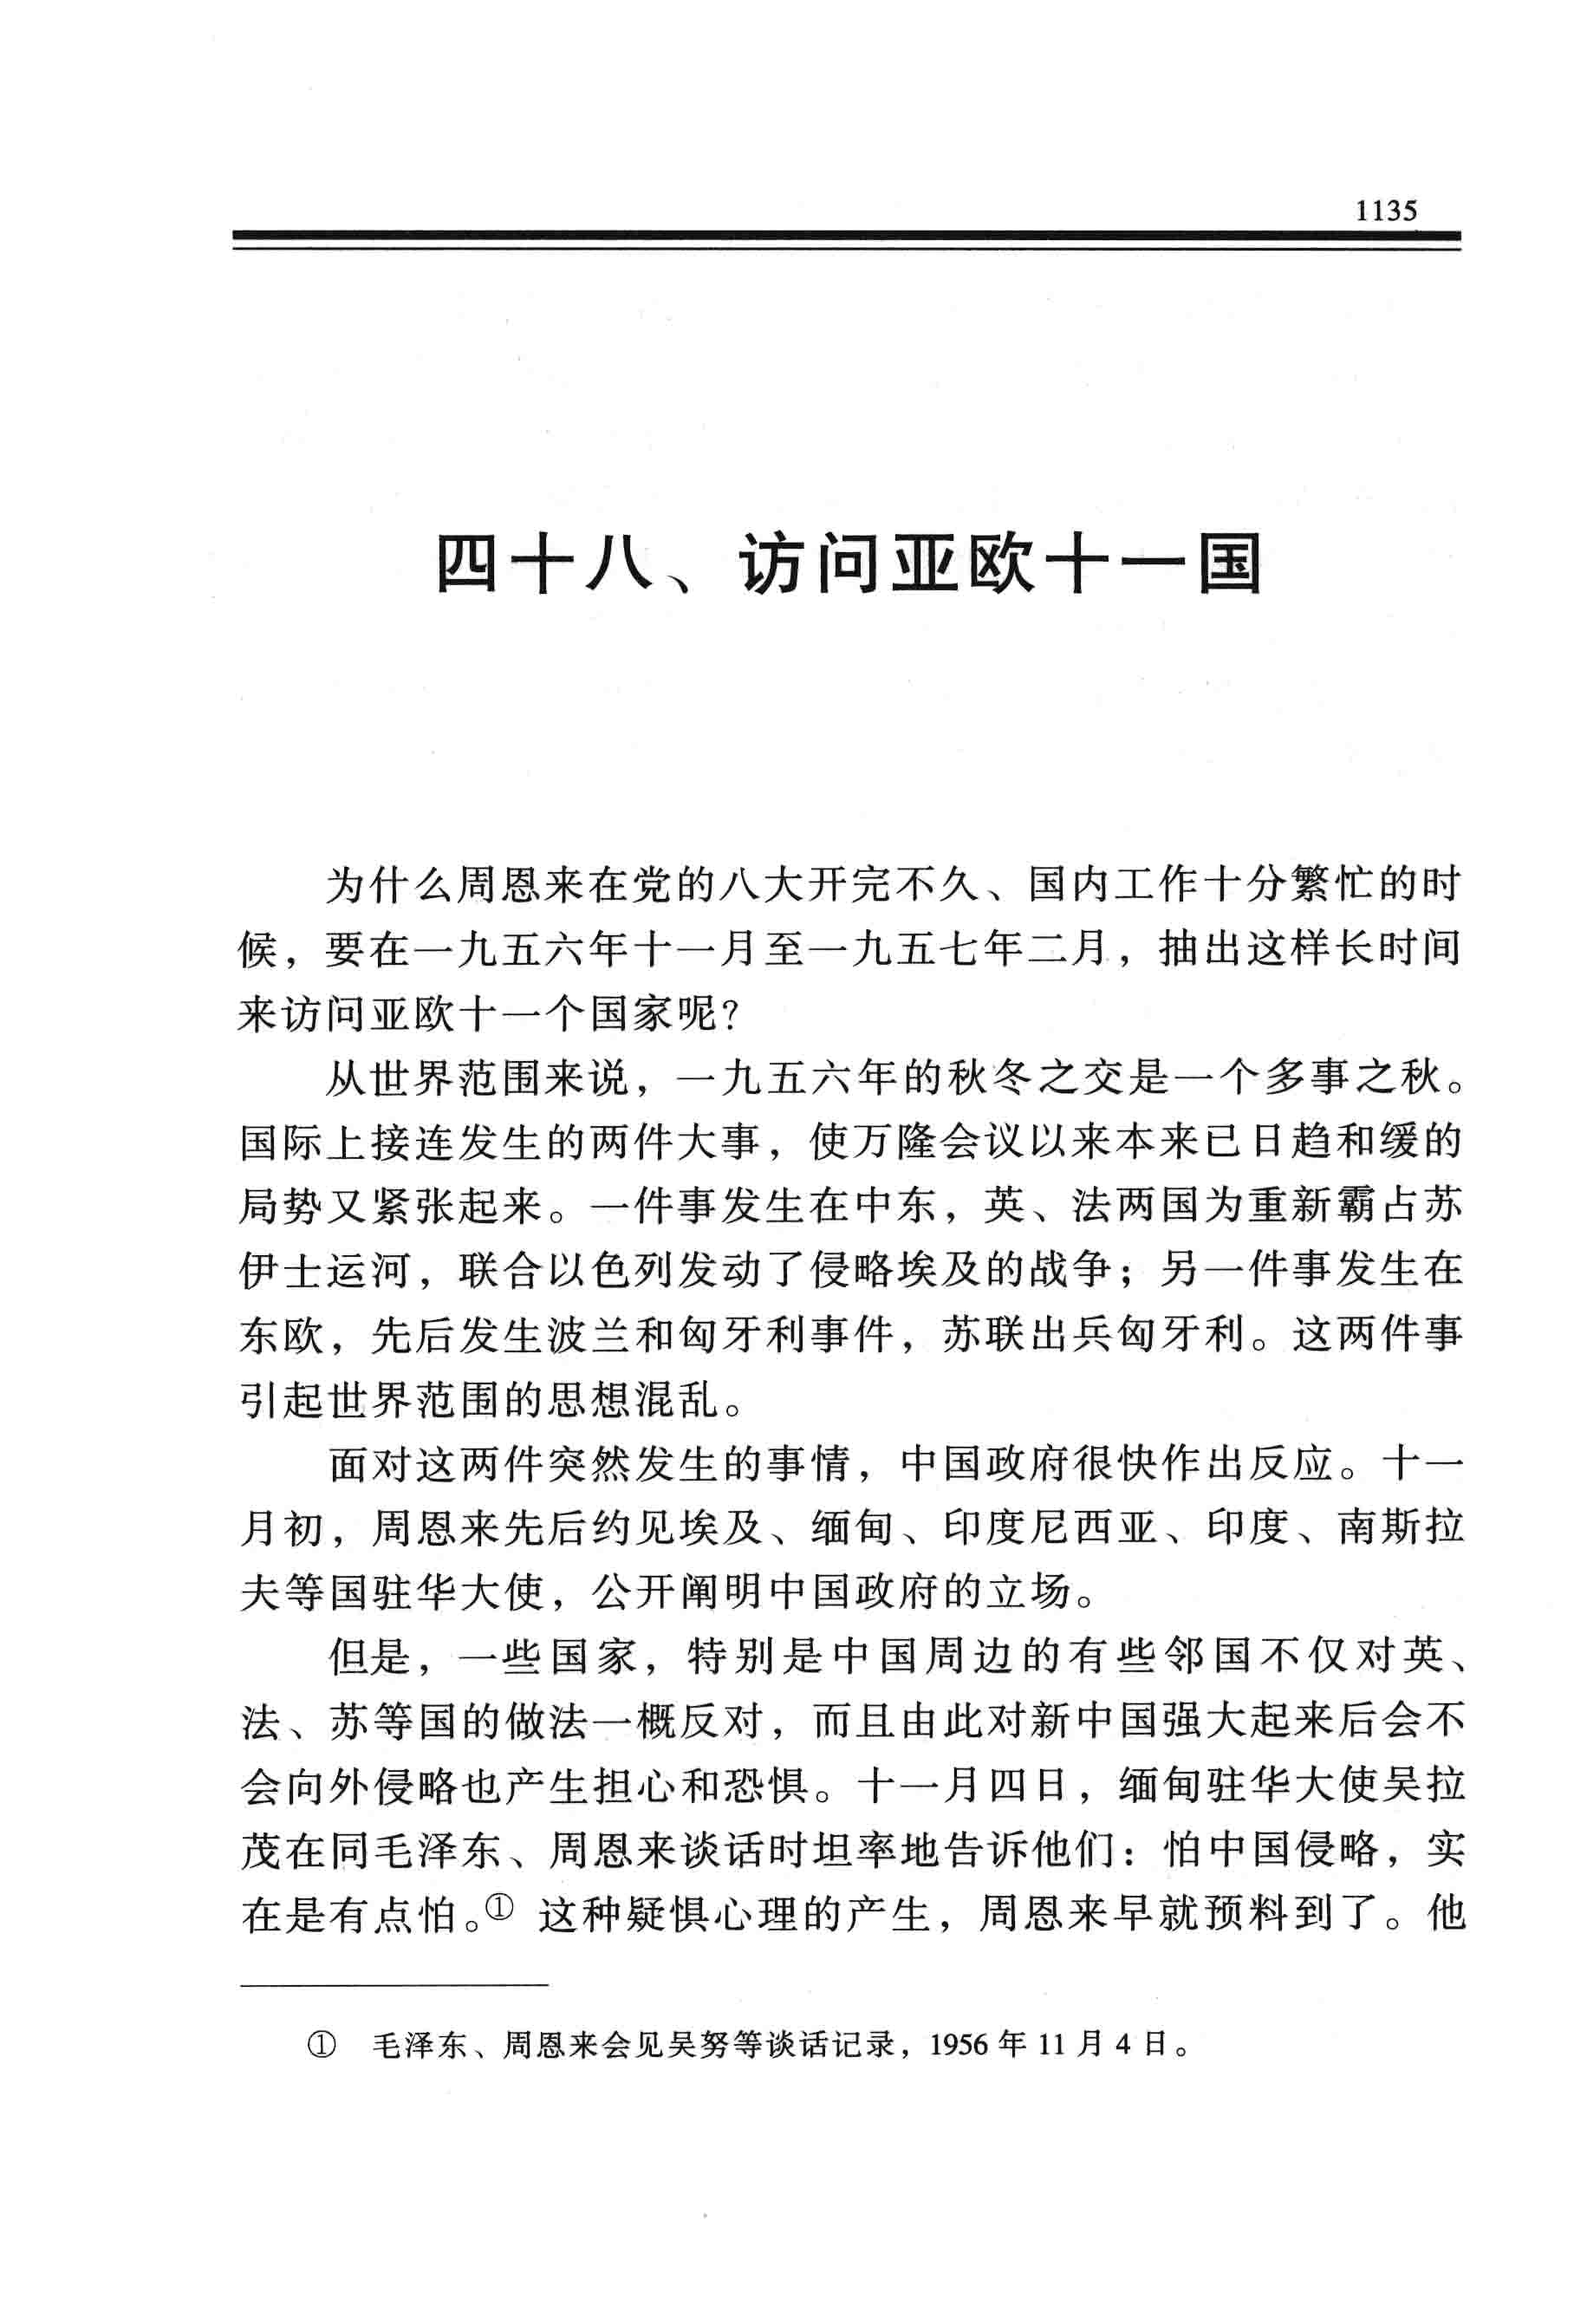 1135
四十八、访问亚欧十一国
为什么周恩来在党的八大开完不久、国内工作十分繁忙的时
候，要在一九五六年十一月至一九五七年二月，抽出这样长时间
来访问亚欧十一个国家呢?
从世界范围来说，一九五六年的秋冬之交是一个多事之秋。
国际上接连发生的两件大事，使万隆会议以来本来已日趋和缓的
局势又紧张起来。一件事发生在中东，英、法两国为重新霸占苏
伊士运河，联合以色列发动了侵略埃及的战争；另一件事发生在
东欧，先后发生波兰和匈牙利事件，苏联出兵匈牙利。这两件事
引起世界范围的思想混乱。
面对这两件突然发生的事情，中国政府很快作出反应。十一
月初，周恩来先后约见埃及、缅甸、印度尼西亚、印度、南斯拉
夫等国驻华大使，公开阐明中国政府的立场。
但是，一些国家，特别是中国周边的有些邻国不仅对英、
法、苏等国的做法一概反对，而且由此对新中国强大起来后会不
会向外侵略也产生担心和恐惧。十一月四日，缅甸驻华大使吴拉
茂在同毛泽东、周恩来谈话时坦率地告诉他们：怕中国侵略，实
在是有点怕。① 这种疑惧心理的产生，周恩来早就预料到了。他
① 毛泽东、周恩来会见吴努等谈话记录，1956 年 11 月 4 日。